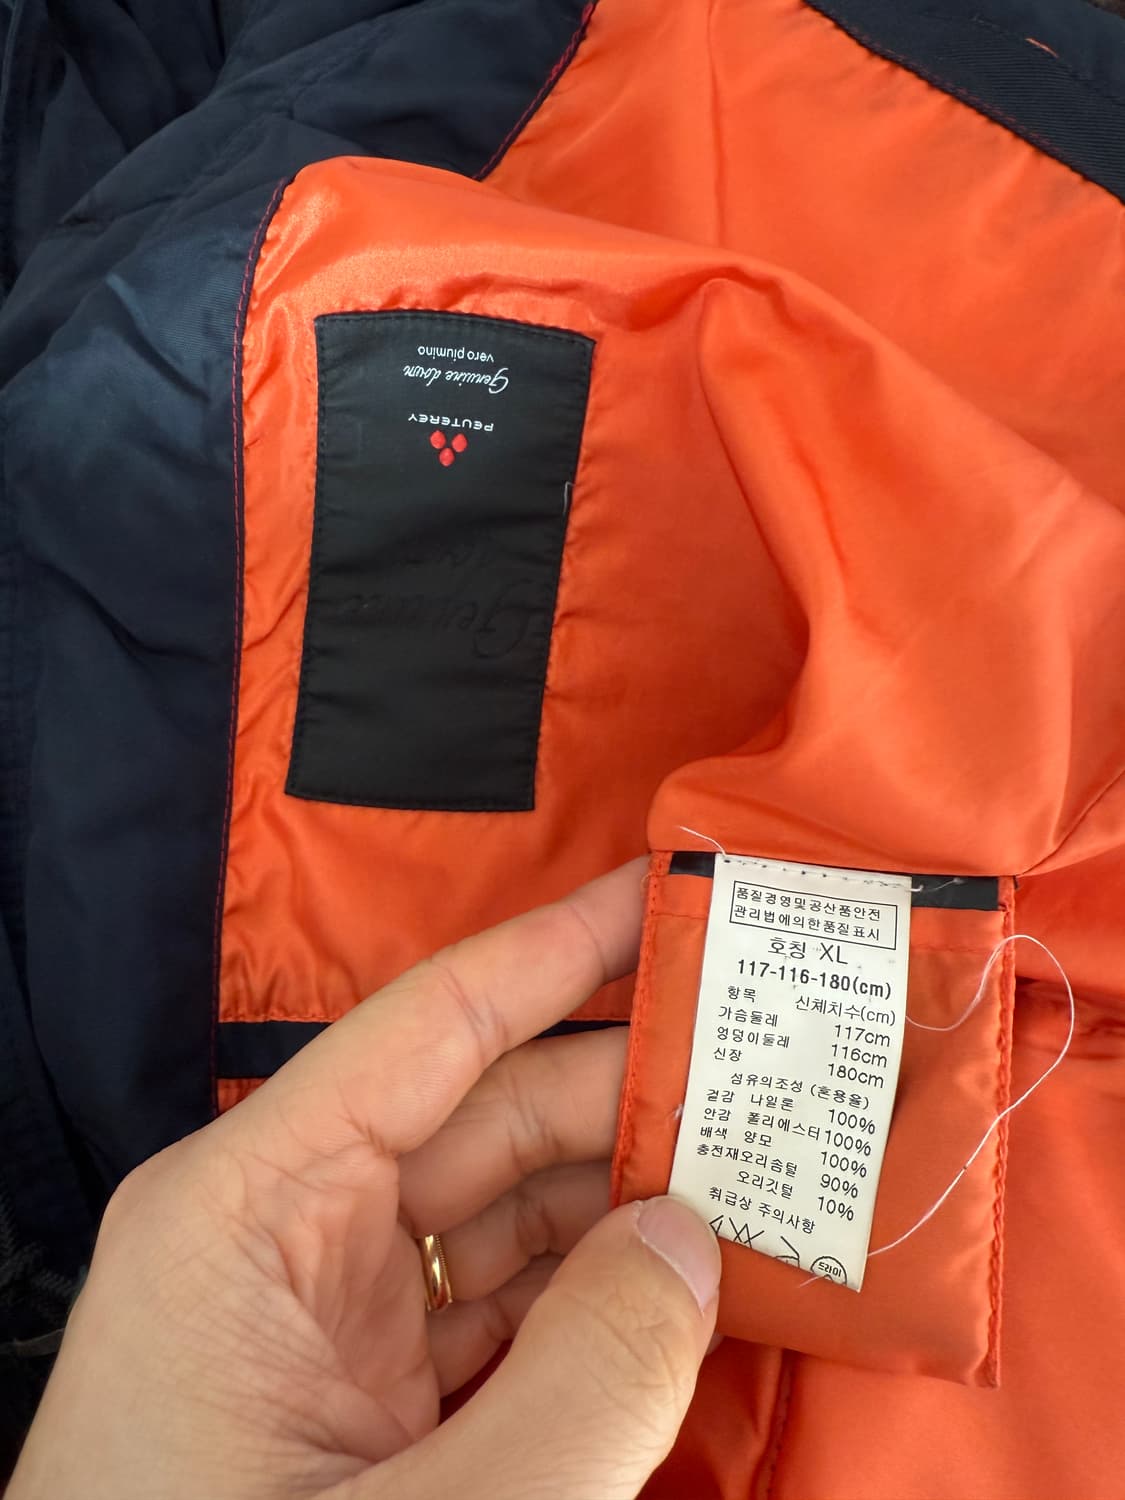 PEUTEREY
Genuine down
vero piumino
Genuine
품질경영및공산품안전
관리법에의한품질표시
호칭 XL
117-116-180(cm)
항목 신체치수(cm)
가슴둘레 117cm
엉덩이둘레 116cm
신장 180cm
섬유의조성 (혼용율)
겉감 나일론 100%
안감 폴리에스터 100%
배색 양모 100%
충전재오리솜털 90%
오리깃털 10%
취급상 주의사항
드라이